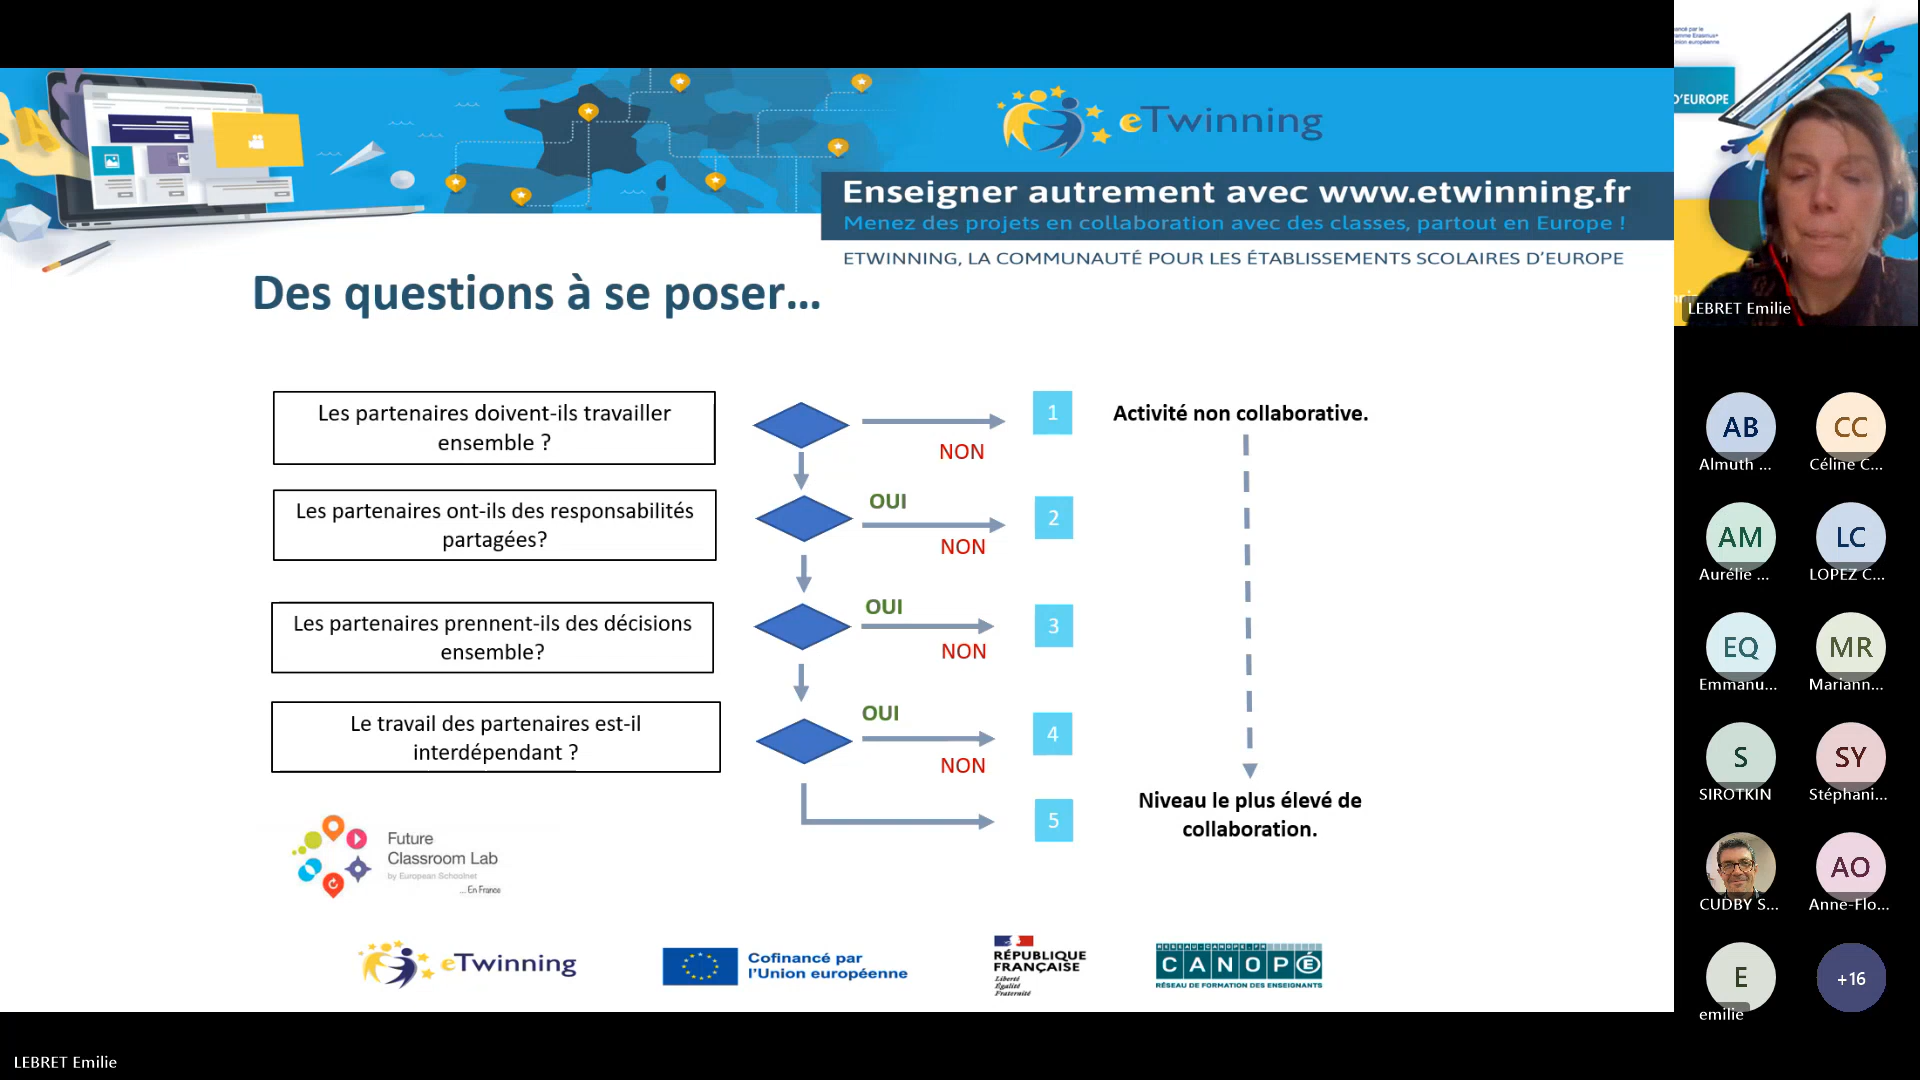 eTwinning
Enseigner autrement avec www.etwinning.fr
Menez des projets en collaboration avec des classes, partout en Europe !
ETWINNING, LA COMMUNAUTÉ POUR LES ÉTABLISSEMENTS SCOLAIRES D'EUROPE
Des questions à se poser...
Les partenaires doivent-ils travailler
ensemble ?
NON
1
Activité non collaborative.
Les partenaires ont-ils des responsabilités
partagées?
OUI
NON
2
Les partenaires prennent-ils des décisions
ensemble?
OUI
NON
3
Le travail des partenaires est-il
interdépendant ?
OUI
NON
4
5
Niveau le plus élevé de
collaboration.
Future
Classroom Lab
by European Schoolnet
... En France
eTwinning
Cofinancé par
l'Union européenne
RÉPUBLIQUE
FRANÇAISE
Liberté
Égalité
Fraternité
RESEAU-CANOPE.FR
CANOPÉ
RÉSEAU DE FORMATION DES ENSEIGNANTS
D'EUROPE
LEBRET Emilie
AB
Almuth ...
CC
Céline C...
AM
Aurélie ...
LC
LOPEZ C...
EQ
Emmanu...
MR
Mariann...
S
SIROTKIN
SY
Stéphani...
CUDBY S...
AO
Anne-Flo...
E
emilie
+16
LEBRET Emilie